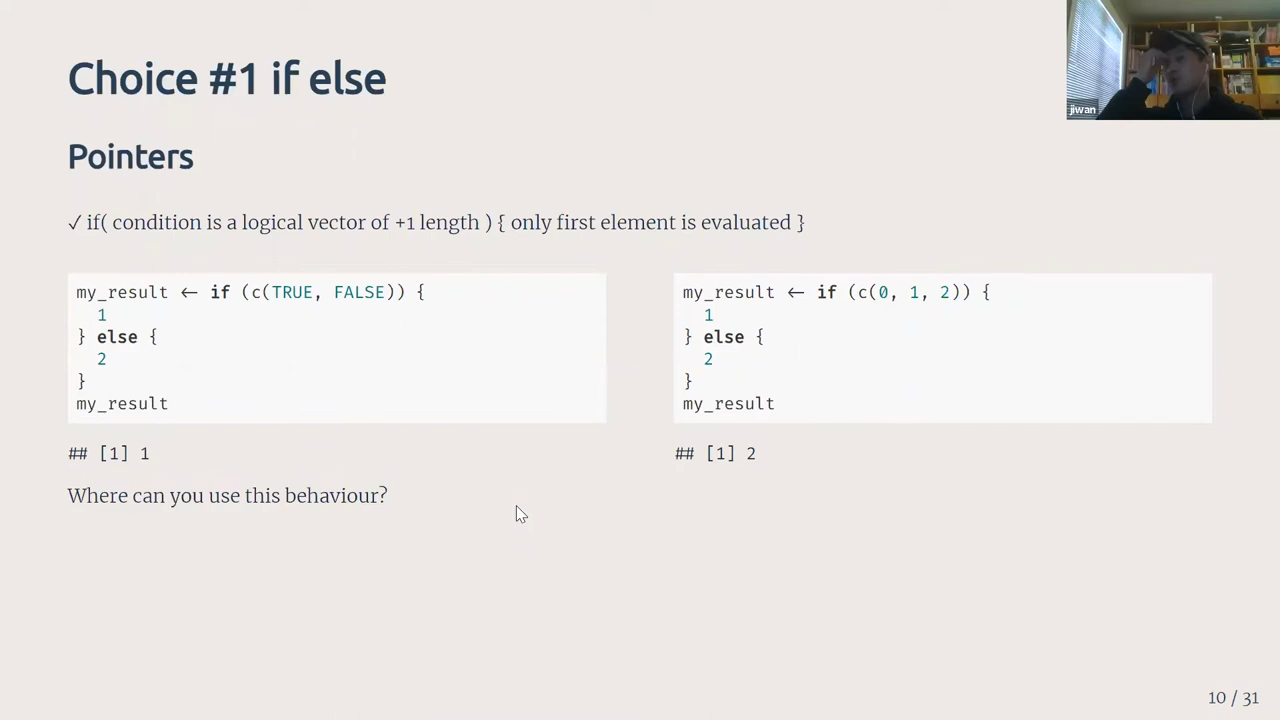 Choice #1 if else
jiwan
Pointers
✓ if( condition is a logical vector of +1 length ) { only first element is evaluated }
my_result ← if (c(TRUE, FALSE)) {
  1
} else {
  2
}
my_result
## [1] 1
Where can you use this behaviour?
my_result ← if (c(0, 1, 2)) {
  1
} else {
  2
}
my_result
## [1] 2
10 / 31